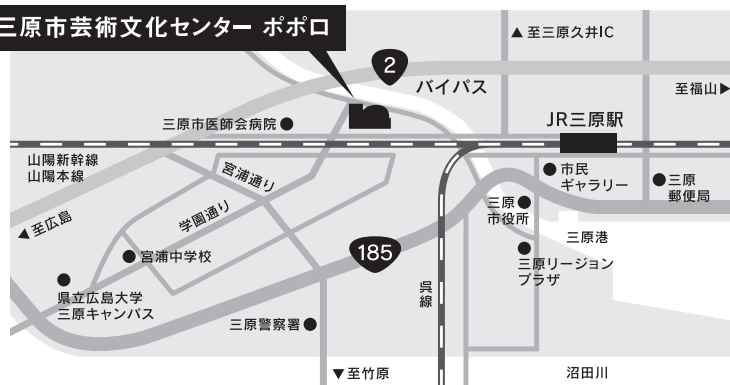 三原市芸術文化センター ポポロ
▲至三原久井IC
2
バイパス
至福山▶
三原市医師会病院
JR三原駅
山陽新幹線
山陽本線
宮浦通り
市民
ギャラリー
三原
郵便局
学園通り
三原
市役所
◀至広島
三原港
宮浦中学校
185
三原リージョン
プラザ
県立広島大学
三原キャンパス
呉線
三原警察署
▼至竹原
沼田川